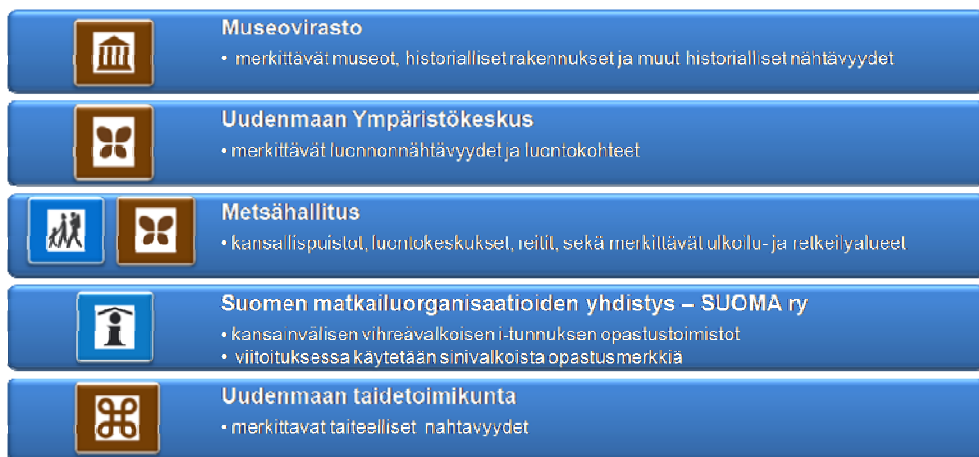 Museovirasto
• merkittävät museot, historialliset rakennukset ja muut historialliset nähtävyydet
Uudenmaan Ympäristökeskus
• merkittävät luonnonnähtävyydet ja luontokohteet
Metsähallitus
• kansallispuistot, luontokeskukset, reitit, sekä merkittävät ulkoilu- ja retkeilyalueet
Suomen matkailuorganisaatioiden yhdistys – SUOMA ry
• kansainvälisen vihreävalkoisen i-tunnuksen opastustoimistot
• viitoituksessa käytetään sinivalkoista opastusmerkkiä
Uudenmaan taidetoimikunta
• merkittavat taiteelliset nahtavyydet